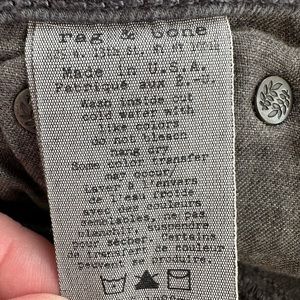 rag & bone
Made in U.S.A.
Fabriqué aux É.-U.
Wash inside out
cold water with
like colors
do not bleach
hang dry
Some color transfer
may occur/
Laver à l'envers
de l'eau froide
avec couleurs
semblables, ne pas
blanchir, suspendre
pour sécher. Certains
de transfert de couleur
peuvent se produire.